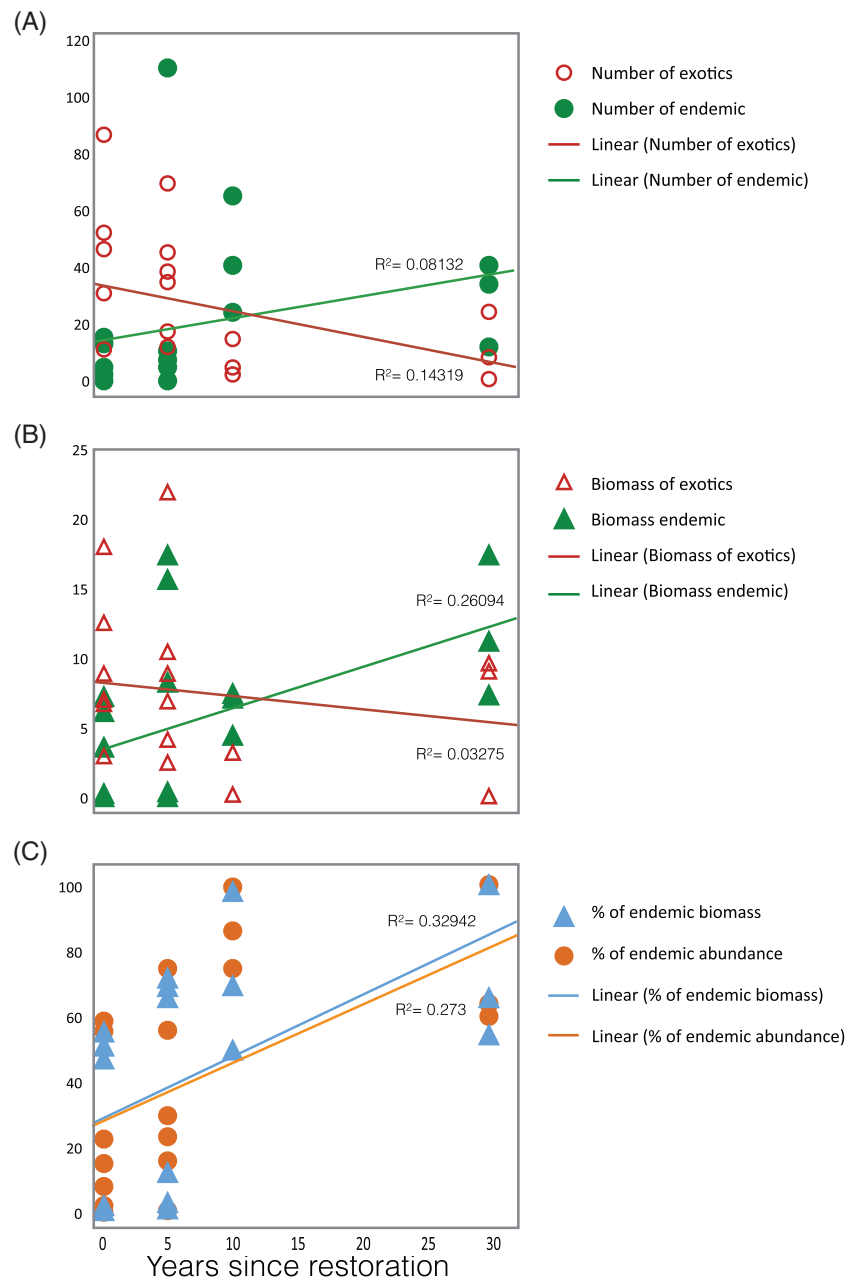 (A)
120
100
80
60
40
20
0
R²= 0.08132
R²= 0.14319
Number of exotics
Number of endemic
Linear (Number of exotics)
Linear (Number of endemic)
(B)
25
20
15
10
5
0
R²= 0.26094
R²= 0.03275
Biomass of exotics
Biomass endemic
Linear (Biomass of exotics)
Linear (Biomass endemic)
(C)
100
80
60
40
20
0
R²= 0.32942
R²= 0.273
% of endemic biomass
% of endemic abundance
Linear (% of endemic biomass)
Linear (% of endemic abundance)
0 5 10 15 20 25 30
Years since restoration